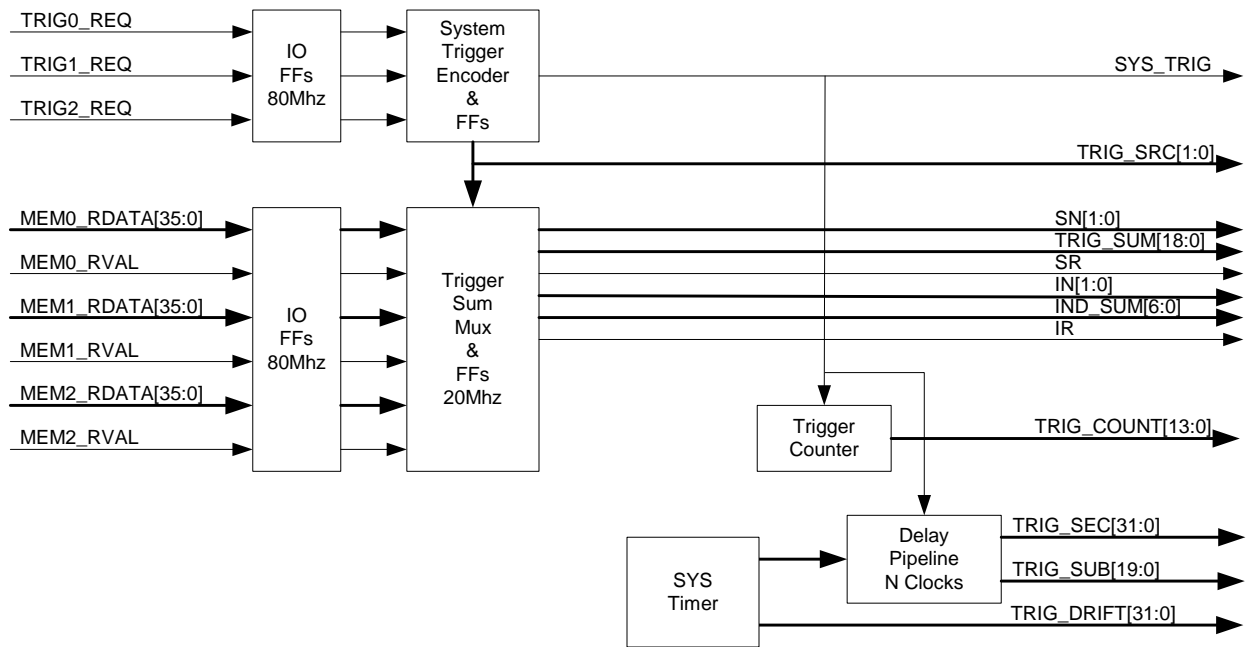 TRIG0_REQ
TRIG1_REQ
TRIG2_REQ
IO
FFs
80Mhz
System
Trigger
Encoder
&
FFs
SYS_TRIG
TRIG_SRC[1:0]
MEM0_RDATA[35:0]
MEM0_RVAL
MEM1_RDATA[35:0]
MEM1_RVAL
MEM2_RDATA[35:0]
MEM2_RVAL
IO
FFs
80Mhz
Trigger
Sum
Mux
&
FFs
20Mhz
SN[1:0]
TRIG_SUM[18:0]
SR
IN[1:0]
IND_SUM[6:0]
IR
Trigger
Counter
TRIG_COUNT[13:0]
SYS
Timer
Delay
Pipeline
N Clocks
TRIG_SEC[31:0]
TRIG_SUB[19:0]
TRIG_DRIFT[31:0]